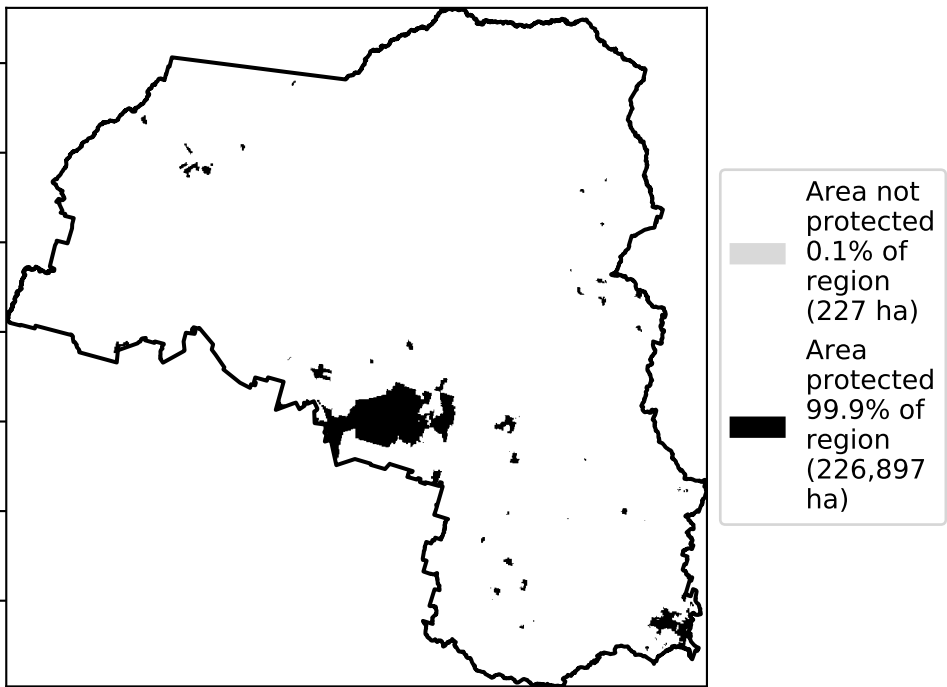 Area not
protected
0.1% of
region
(227 ha)
Area
protected
99.9% of
region
(226,897
ha)